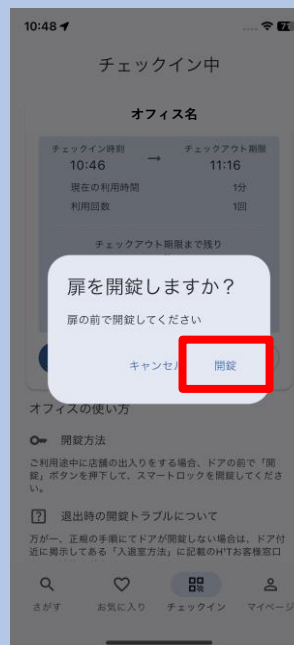 10:48
チェックイン中
オフィス名
チェックイン時刻 → チェックアウト期限
10:46 11:16
現在の利用時間 1分
利用回数 1回
チェックアウト期限まで残り
扉を開錠しますか?
扉の前で開錠してください
キャンセル 開錠
オフィスの使い方
開錠方法
ご利用途中に店舗の出入りをする場合、ドアの前で「開
錠」ボタンを押下して、スマートロックを開錠してくださ
い。
? 退出時の開錠トラブルについて
万が一、正規の手順にてドアが開錠しない場合は、ドア付
近に掲示してある「入退室方法」に記載のH'Tお客様窓口
さがす お気に入り チェックイン マイページ